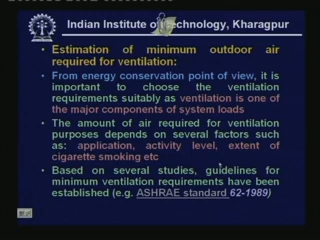 Indian Institute of Technology, Kharagpur
• Estimation of minimum outdoor air
required for ventilation:
• From energy conservation point of view, it is
important to choose the ventilation
requirements suitably as ventilation is one of
the major components of system loads
• The amount of air required for ventilation
purposes depends on several factors such
as: application, activity level, extent of
cigarette smoking etc
• Based on several studies, guidelines for
minimum ventilation requirements have been
established (e.g. ASHRAE standard 62-1989)